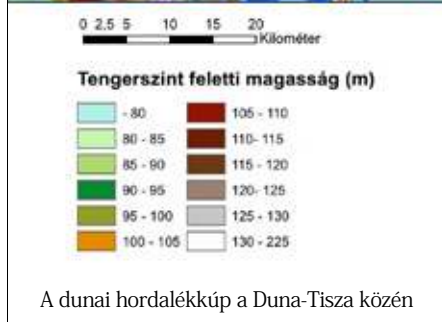 0 2,5 5 10 15 20
Kilométer
Tengerszint feletti magasság (m)
- 80
80 - 85
85 - 90
90 - 95
95 - 100
100 - 105
105 - 110
110- 115
115 - 120
120- 125
125 - 130
130 - 225
A dunai hordalékkúp a Duna-Tisza közén